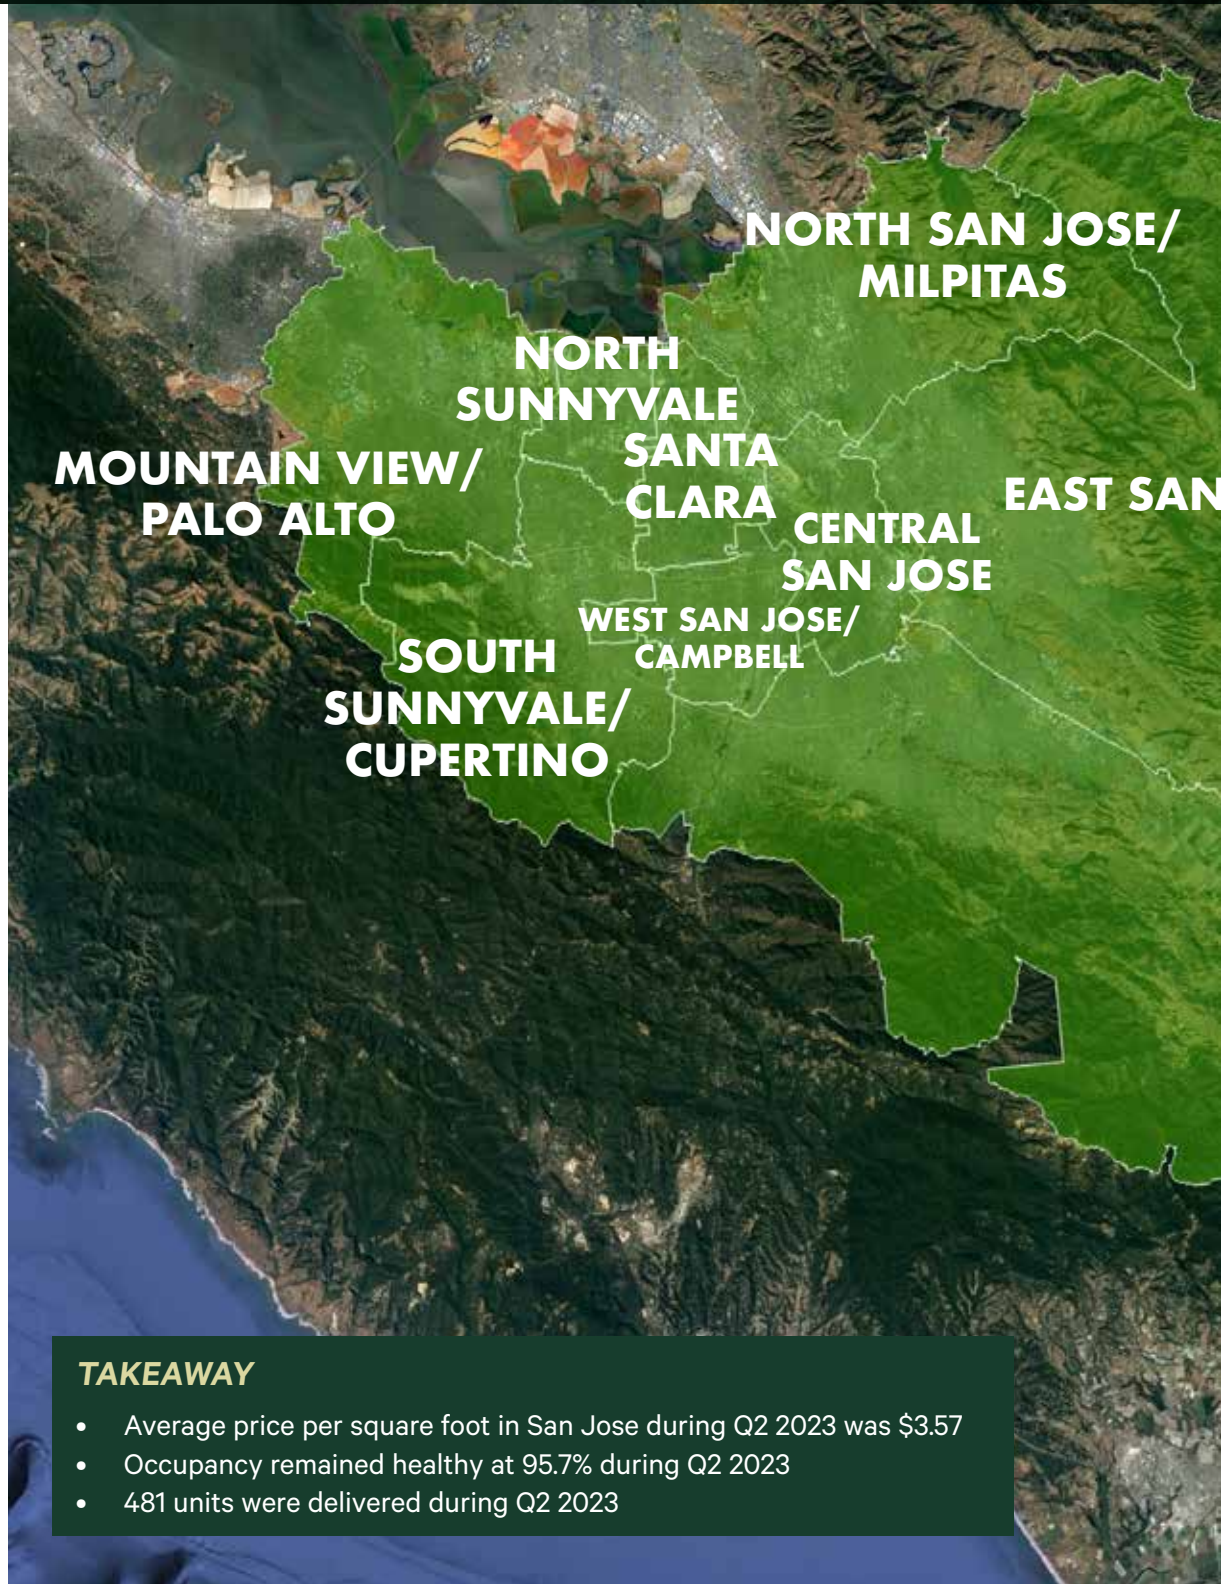 NORTH SAN JOSE/
MILPITAS
NORTH
SUNNYVALE
SANTA
CLARA
MOUNTAIN VIEW/
PALO ALTO
EAST SAN
CENTRAL
SAN JOSE
WEST SAN JOSE/
CAMPBELL
SOUTH
SUNNYVALE/
CUPERTINO
TAKEAWAY
• Average price per square foot in San Jose during Q2 2023 was $3.57
• Occupancy remained healthy at 95.7% during Q2 2023
• 481 units were delivered during Q2 2023